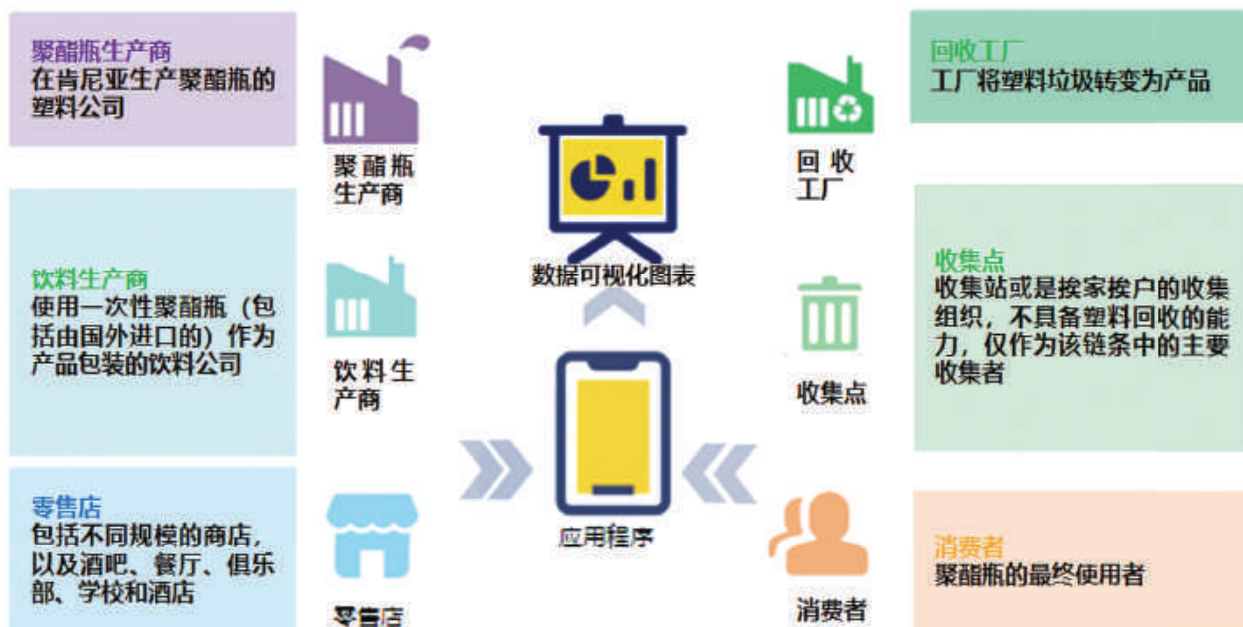 聚酯瓶生产商
在肯尼亚生产聚酯瓶的
塑料公司
聚酯瓶
生产商
饮料生产商
使用一次性聚酯瓶（包
括由国外进口的）作为
产品包装的饮料公司
饮料生
产商
零售店
包括不同规模的商店，
以及酒吧、餐厅、俱乐
部、学校和酒店
零售店
数据可视化图表
应用程序
回收
工厂
回收工厂
工厂将塑料垃圾转变为产品
收集点
收集点
收集站或是挨家挨户的收集
组织，不具备塑料回收的能
力，仅作为该链条中的主要
收集者
消费者
消费者
聚酯瓶的最终使用者